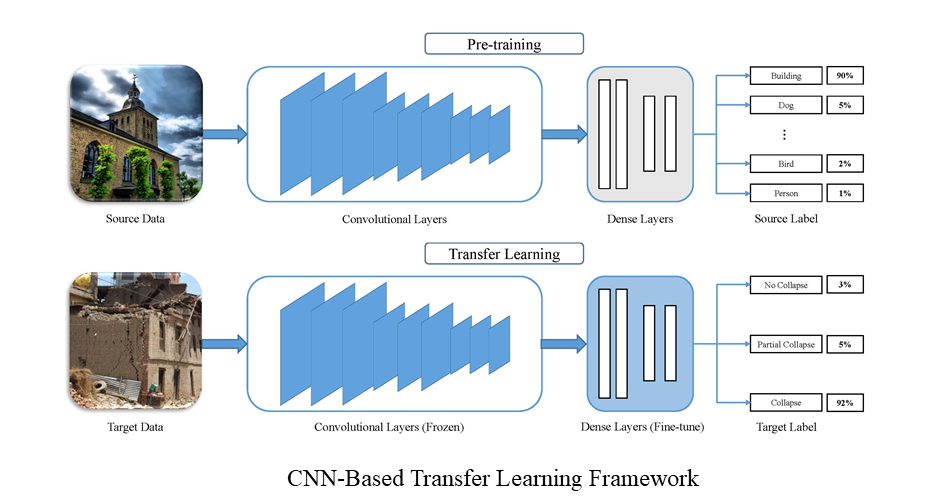 Pre-training
Building 90%
Dog 5%
⋮
Bird 2%
Person 1%
Source Data
Convolutional Layers
Dense Layers
Source Label
Transfer Learning
No Collapse 3%
Partial Collapse 5%
Collapse 92%
Target Data
Convolutional Layers (Frozen)
Dense Layers (Fine-tune)
Target Label
CNN-Based Transfer Learning Framework